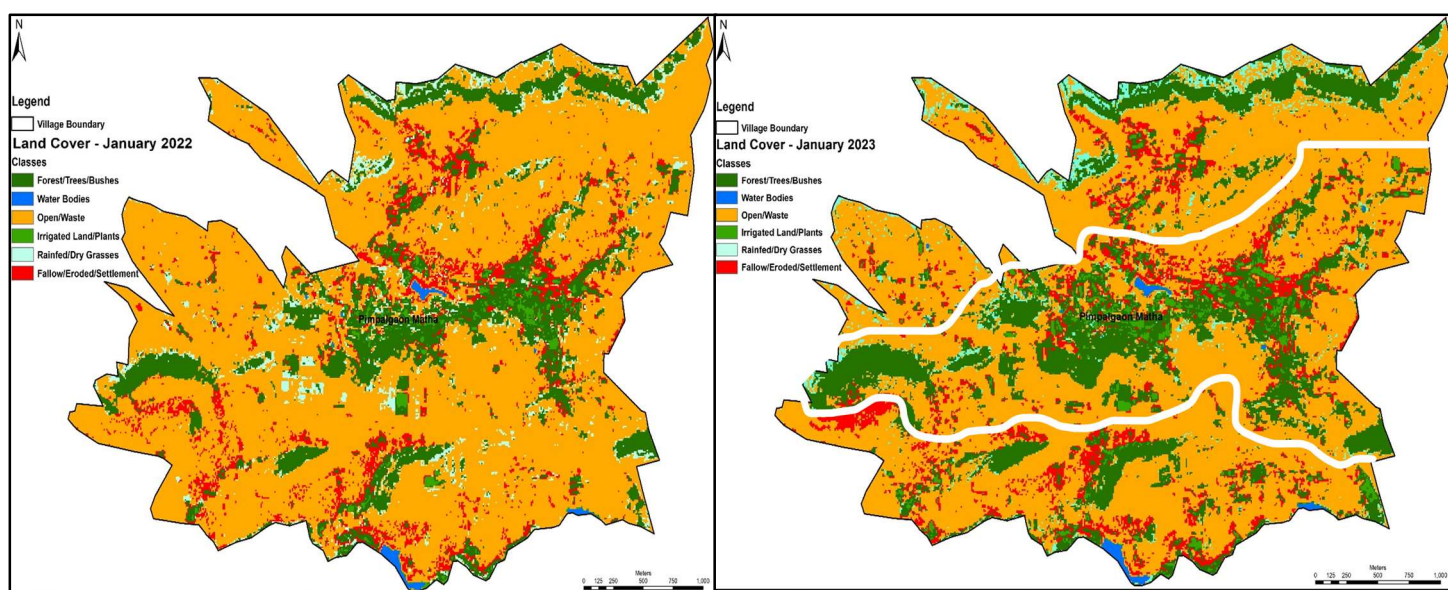 N
Legend
Village Boundary
Land Cover - January 2022
Classes
Forest/Trees/Bushes
Water Bodies
Open/Waste
Irrigated Land/Plants
Rainfed/Dry Grasses
Fallow/Eroded/Settlement
Pimpalgaon Matha
Meters
0 125 250 500 750 1,000
N
Legend
Village Boundary
Land Cover - January 2023
Classes
Forest/Trees/Bushes
Water Bodies
Open/Waste
Irrigated Land/Plants
Rainfed/Dry Grasses
Fallow/Eroded/Settlement
Pimpalgaon Matha
Meters
0 125 250 500 750 1,000